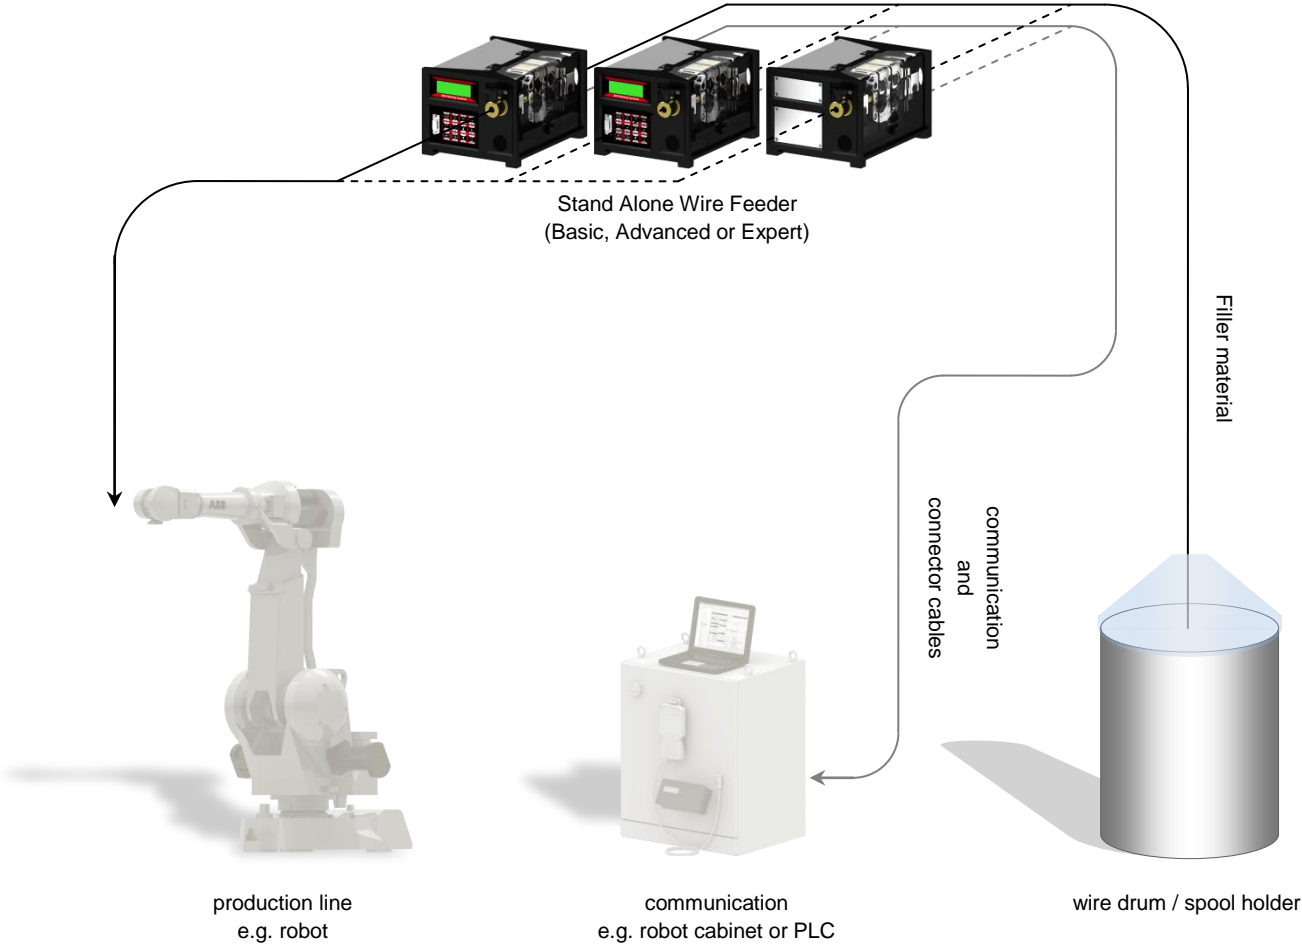 Stand Alone Wire Feeder
(Basic, Advanced or Expert)
Filler material
communication
and
connector cables
ABB
production line
e.g. robot
communication
e.g. robot cabinet or PLC
wire drum / spool holder